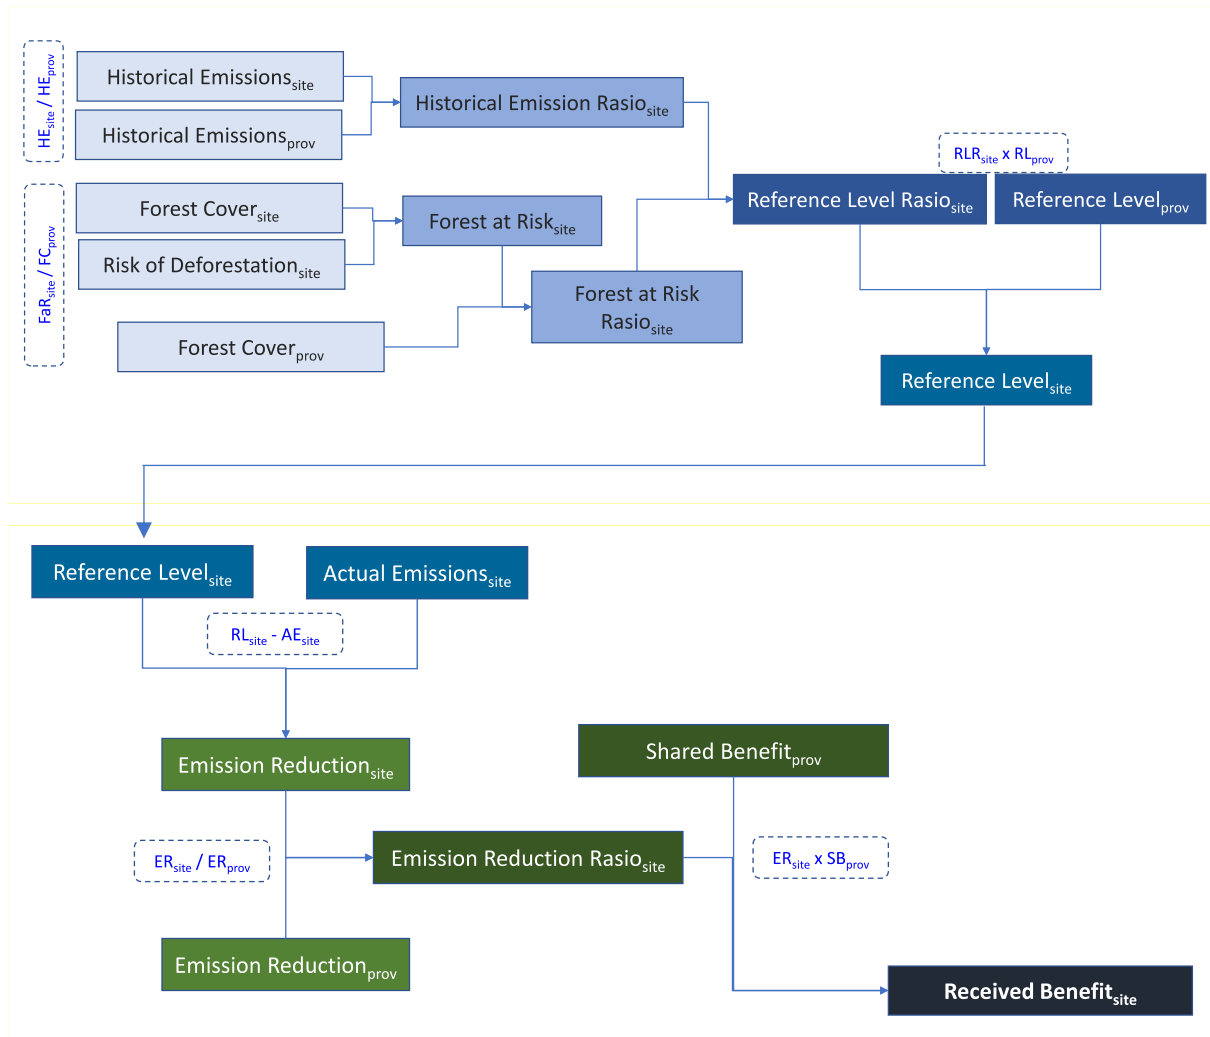 HEsite / HEprov
Historical Emissionssite
Historical Emissionsprov
Historical Emission Rasiosite
FaRsite / FCprov
Forest Coversite
Risk of Deforestationsite
Forest at Risksite
Forest Coverprov
Forest at Risk
Rasiosite
RLRsite x RLprov
Reference Level Rasiosite
Reference Levelprov
Reference Levelsite
Reference Levelsite
Actual Emissionssite
RLsite - AEsite
Emission Reductionsite
Shared Benefitprov
ERsite / ERprov
Emission Reduction Rasiosite
ERsite x SBprov
Emission Reductionprov
Received Benefitsite